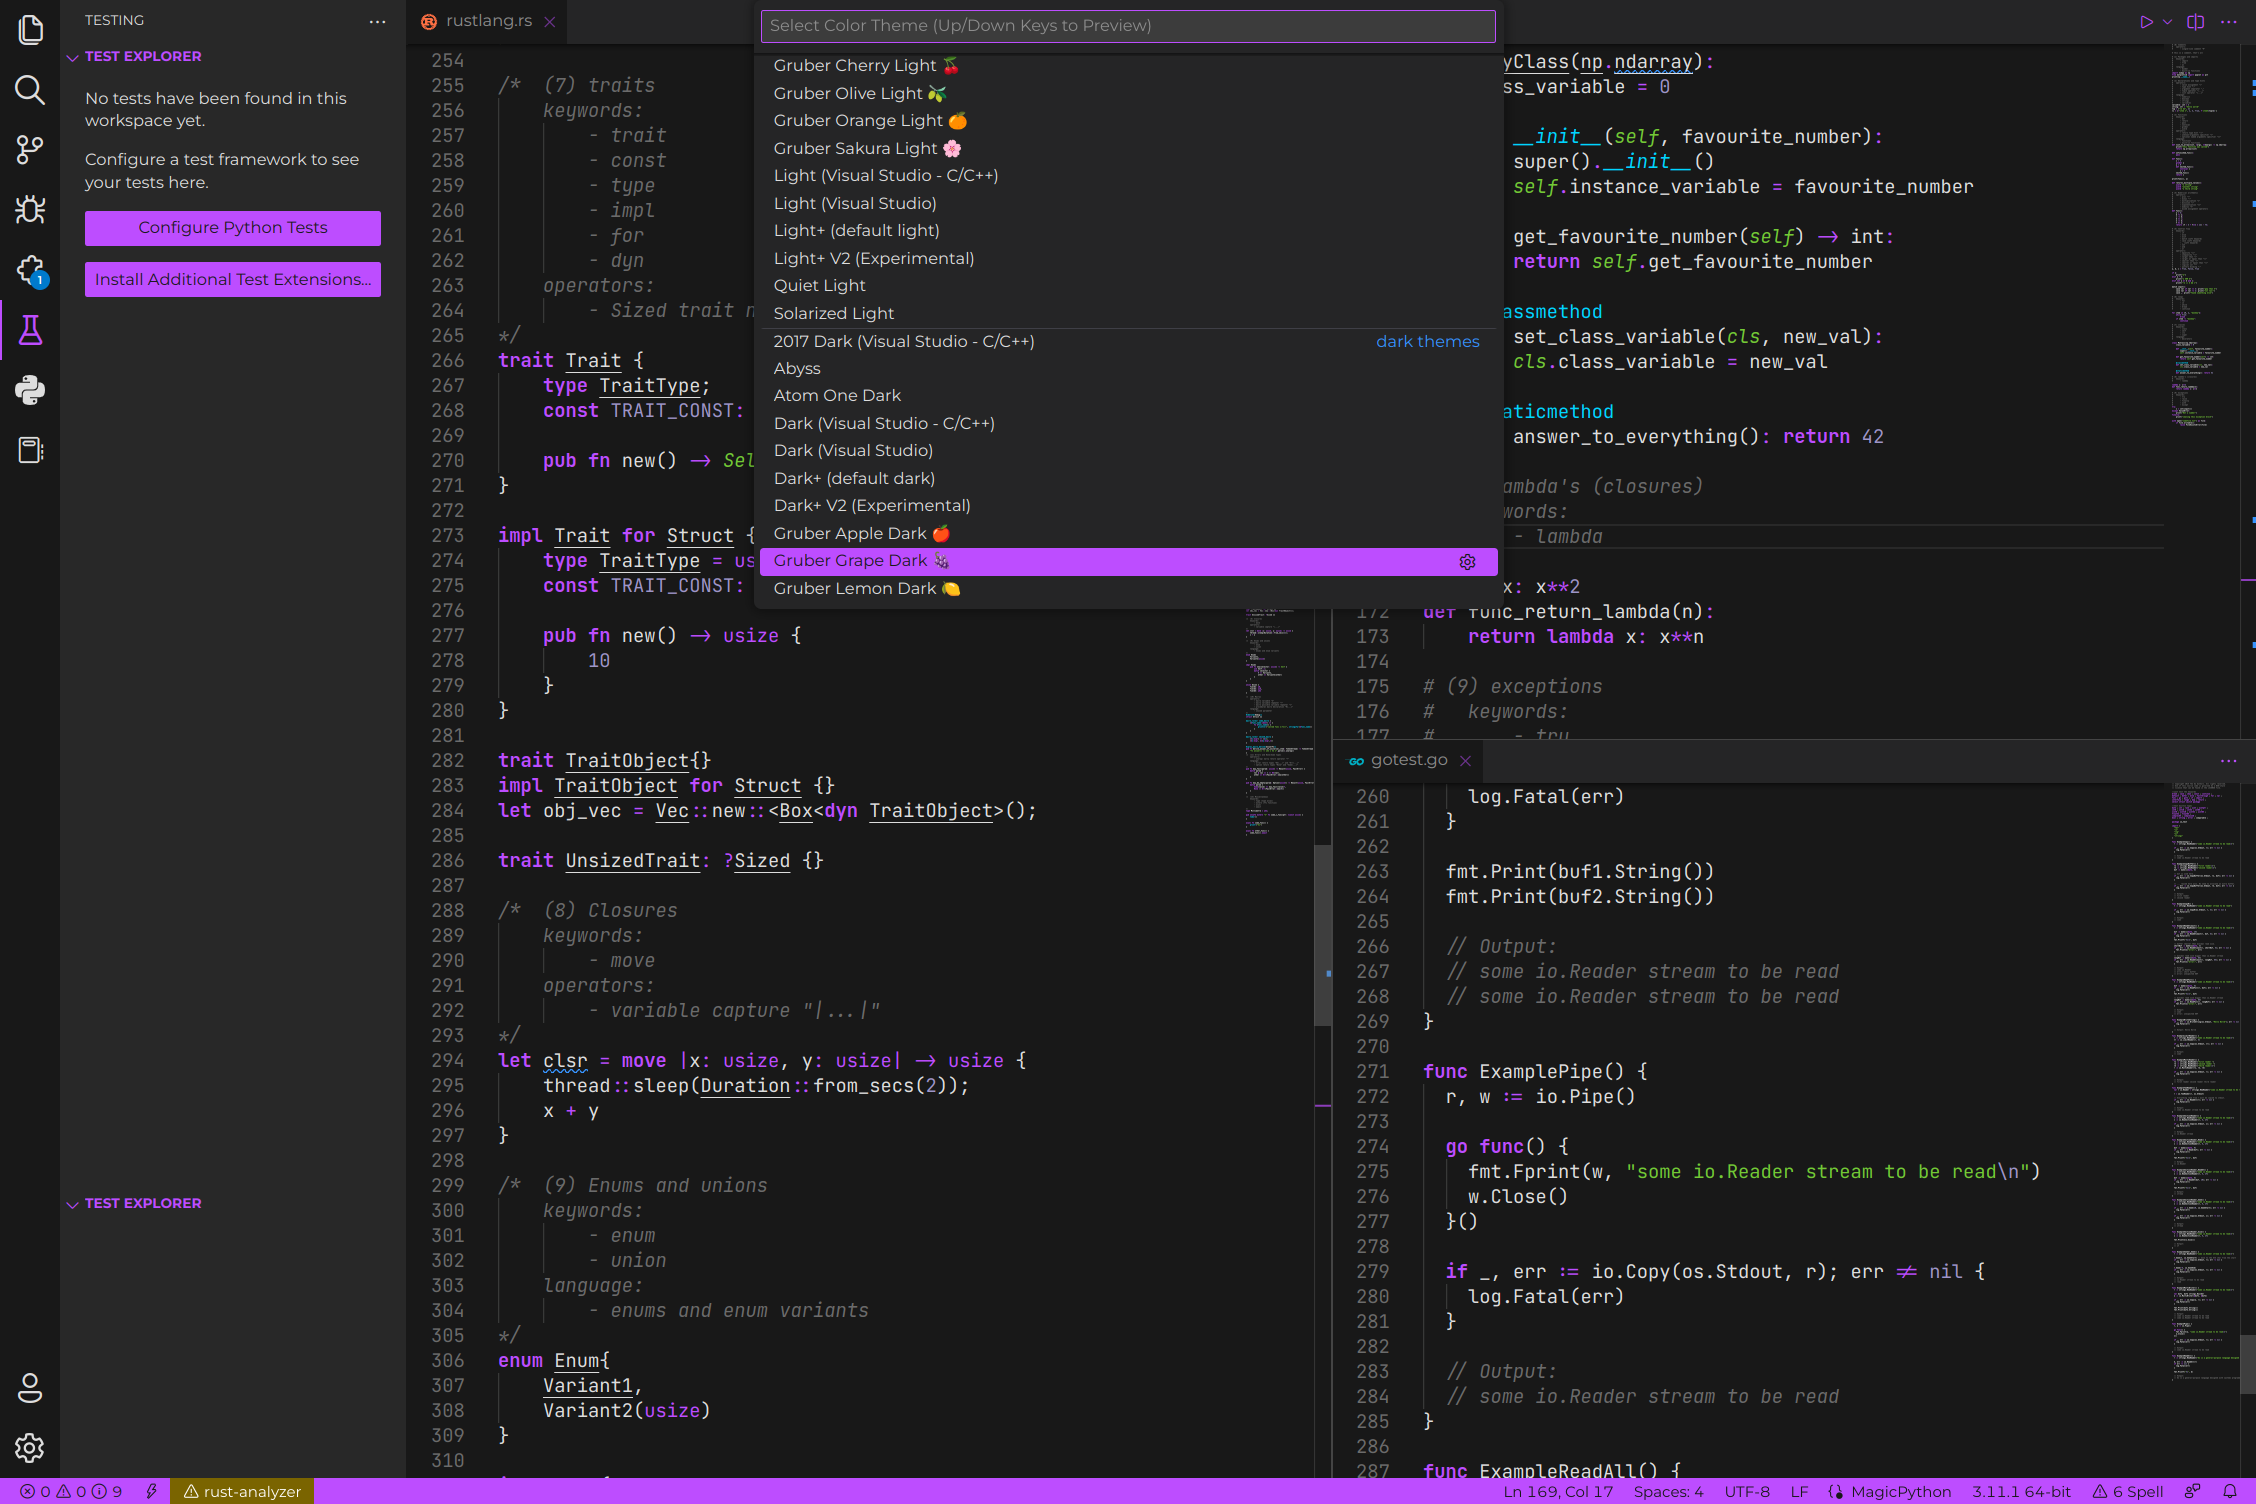 TESTING
TEST EXPLORER
No tests have been found in this
workspace yet.
Configure a test framework to see
your tests here.
Configure Python Tests
Install Additional Test Extensions...
1
TEST EXPLORER
rustlang.rs
254
255 /* (7) traits
256 keywords:
257 - trait
258 - const
259 - type
260 - impl
261 - for
262 - dyn
263 operators:
264 - Sized trait
265 */
266 trait Trait {
267 type TraitType;
268 const TRAIT_CONST:
269
270 pub fn new() -> Sel
271 }
272
273 impl Trait for Struct {
274 type TraitType = us
275 const TRAIT_CONST:
276
277 pub fn new() -> usize {
278 10
279 }
280 }
281
282 trait TraitObject{}
283 impl TraitObject for Struct {}
284 let obj_vec = Vec::new::<Box<dyn TraitObject>();
285
286 trait UnsizedTrait: ?Sized {}
287
288 /* (8) Closures
289 keywords:
290 - move
291 operators:
292 - variable capture "|...|"
293 */
294 let clsr = move |x: usize, y: usize| -> usize {
295 thread::sleep(Duration::from_secs(2));
296 x + y
297 }
298
299 /* (9) Enums and unions
300 keywords:
301 - enum
302 - union
303 language:
304 - enums and enum variants
305 */
306 enum Enum{
307 Variant1,
308 Variant2(usize)
309 }
310
Select Color Theme (Up/Down Keys to Preview)
Gruber Cherry Light 🍒
Gruber Olive Light 🫒
Gruber Orange Light 🍊
Gruber Sakura Light 🌸
Light (Visual Studio - C/C++)
Light (Visual Studio)
Light+ (default light)
Light+ V2 (Experimental)
Quiet Light
Solarized Light
2017 Dark (Visual Studio - C/C++) dark themes
Abyss
Atom One Dark
Dark (Visual Studio - C/C++)
Dark (Visual Studio)
Dark+ (default dark)
Dark+ V2 (Experimental)
Gruber Apple Dark 🍎
Gruber Grape Dark 🍇
Gruber Lemon Dark 🍋
yClass(np.ndarray):
ss_variable = 0
__init__(self, favourite_number):
super().__init__()
self.instance_variable = favourite_number
get_favourite_number(self) -> int:
return self.get_favourite_number
assmethod
set_class_variable(cls, new_val):
cls.class_variable = new_val
aticmethod
answer_to_everything(): return 42
ambda's (closures)
words:
- lambda
x: x**2
172 def func_return_lambda(n):
173 return lambda x: x**n
174
175 # (9) exceptions
176 # keywords:
177 # - try
gotest.go
260 log.Fatal(err)
261 }
262
263 fmt.Print(buf1.String())
264 fmt.Print(buf2.String())
265
266 // Output:
267 // some io.Reader stream to be read
268 // some io.Reader stream to be read
269 }
270
271 func ExamplePipe() {
272 r, w := io.Pipe()
273
274 go func() {
275 fmt.Fprint(w, "some io.Reader stream to be read\n")
276 w.Close()
277 }()
278
279 if _, err := io.Copy(os.Stdout, r); err != nil {
280 log.Fatal(err)
281 }
282
283 // Output:
284 // some io.Reader stream to be read
285 }
286
287 func ExampleReadAll() {
0 0 9 rust-analyzer Ln 169, Col 17 Spaces: 4 UTF-8 LF MagicPython 3.11.1 64-bit 6 Spell